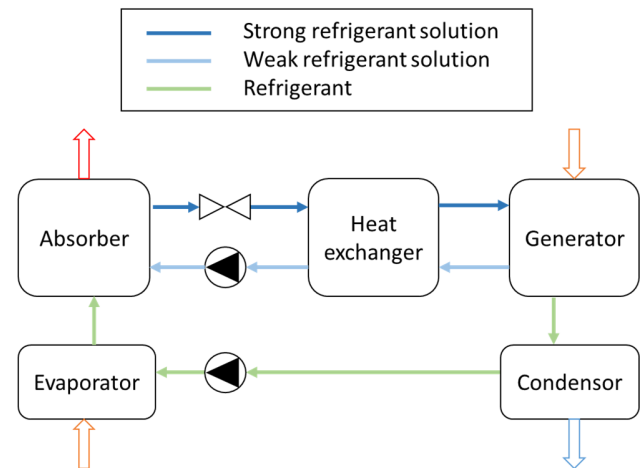 Strong refrigerant solution
Weak refrigerant solution
Refrigerant
Absorber
Heat
exchanger
Generator
Evaporator
Condensor